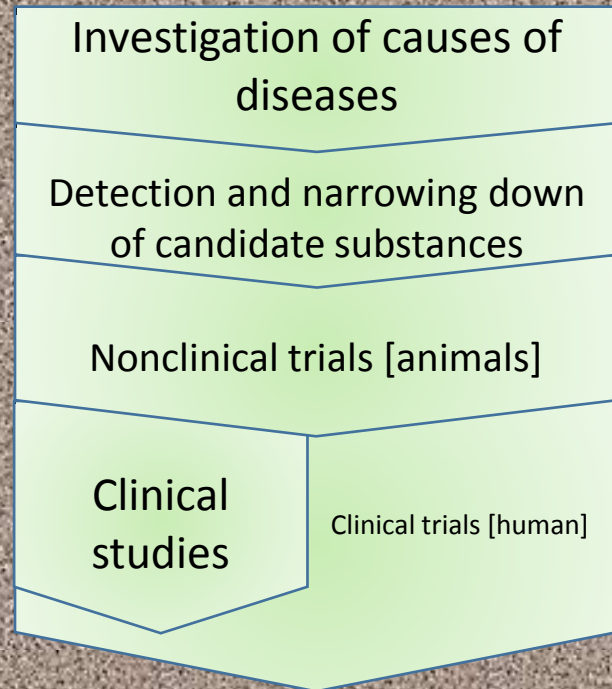 Investigation of causes of
diseases
Detection and narrowing down
of candidate substances
Nonclinical trials [animals]
Clinical
studies
Clinical trials [human]